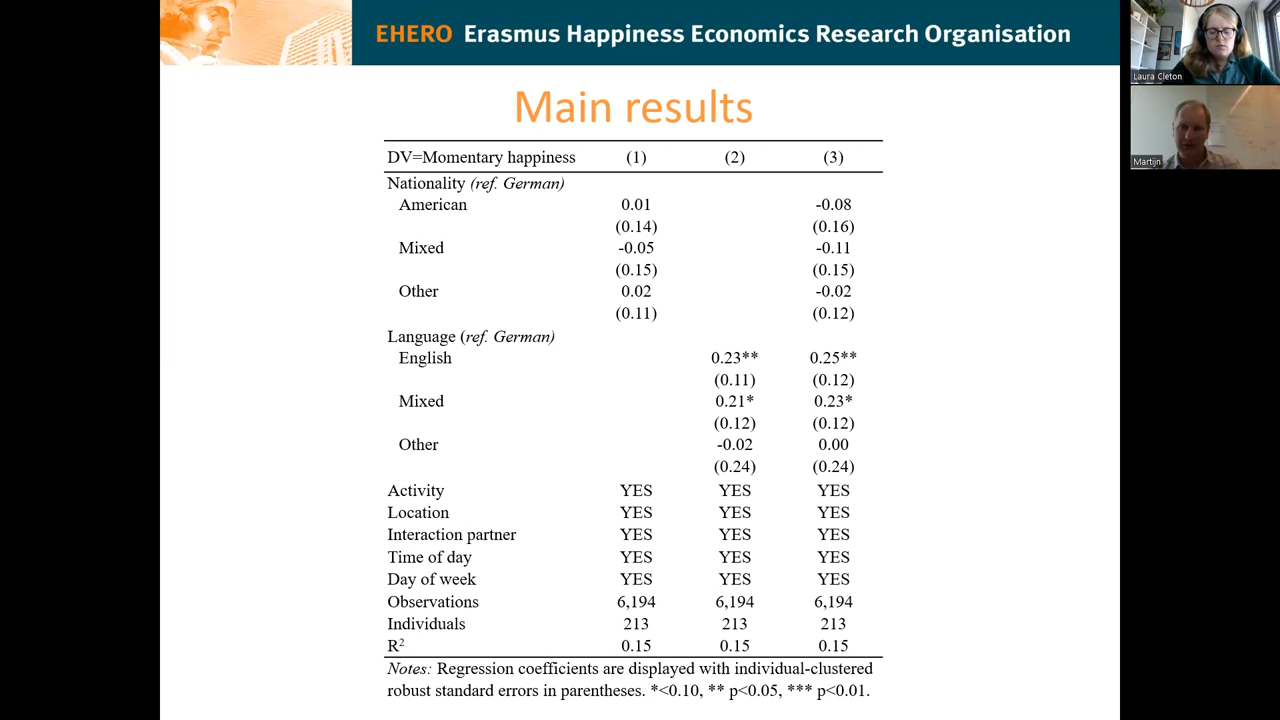 EHERO Erasmus Happiness Economics Research Organisation
Laura Cleton
Martijn
Main results
DV=Momentary happiness (1) (2) (3)
Nationality (ref. German)
American 0.01 -0.08
(0.14) (0.16)
Mixed -0.05 -0.11
(0.15) (0.15)
Other 0.02 -0.02
(0.11) (0.12)
Language (ref. German)
English 0.23** 0.25**
(0.11) (0.12)
Mixed 0.21* 0.23*
(0.12) (0.12)
Other -0.02 0.00
(0.24) (0.24)
Activity YES YES YES
Location YES YES YES
Interaction partner YES YES YES
Time of day YES YES YES
Day of week YES YES YES
Observations 6,194 6,194 6,194
Individuals 213 213 213
R² 0.15 0.15 0.15
Notes: Regression coefficients are displayed with individual-clustered
robust standard errors in parentheses. *<0.10, ** p<0.05, *** p<0.01.